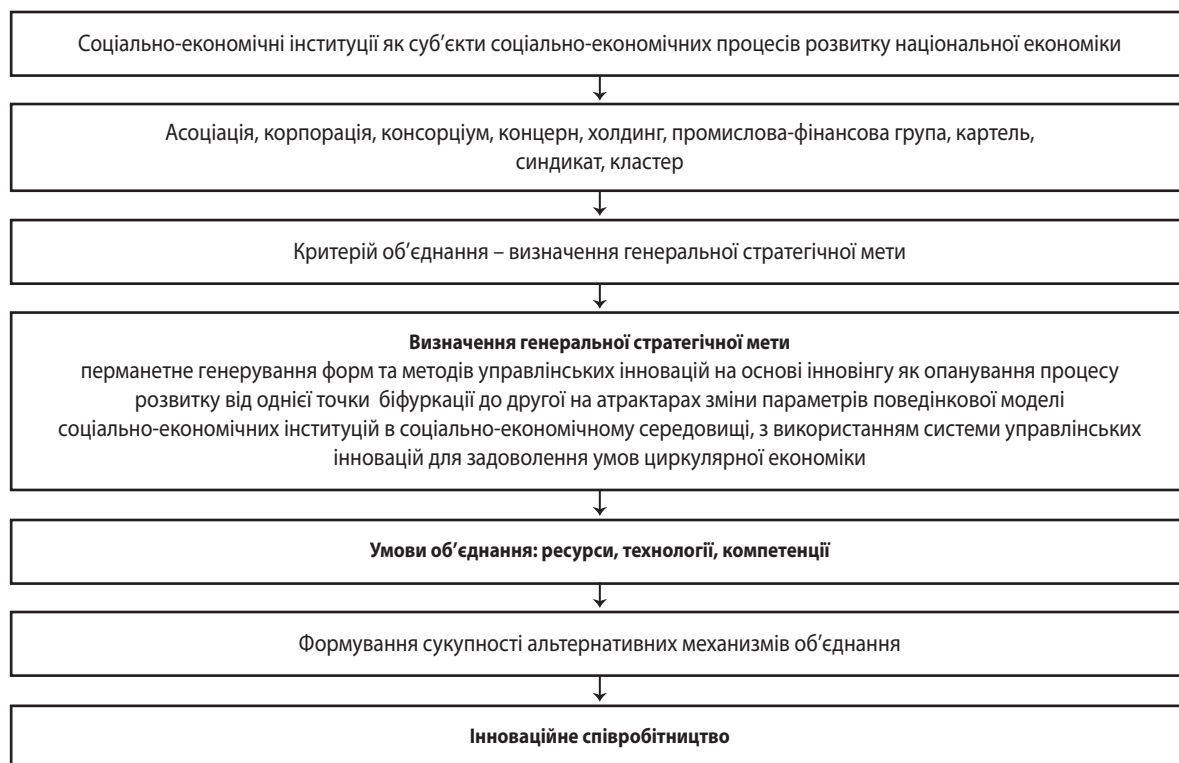 Соціально-економічні інституції як суб’єкти соціально-економічних процесів розвитку національної економіки
Асоціація, корпорація, консорціум, концерн, холдинг, промислова-фінансова група, картель,
синдикат, кластер
Критерій об’єднання – визначення генеральної стратегічної мети
Визначення генеральної стратегічної мети
перманетне генерування форм та методів управлінських інновацій на основі інновінгу як опанування процесу
розвитку від однієї точки біфуркації до другої на атрактарах зміни параметрів поведінкової моделі
соціально-економічних інституцій в соціально-економічному середовищі, з використанням системи управлінських
інновацій для задоволення умов циркулярної економіки
Умови об’єднання: ресурси, технології, компетенції
Формування сукупності альтернативних механізмів об’єднання
Інноваційне співробітництво